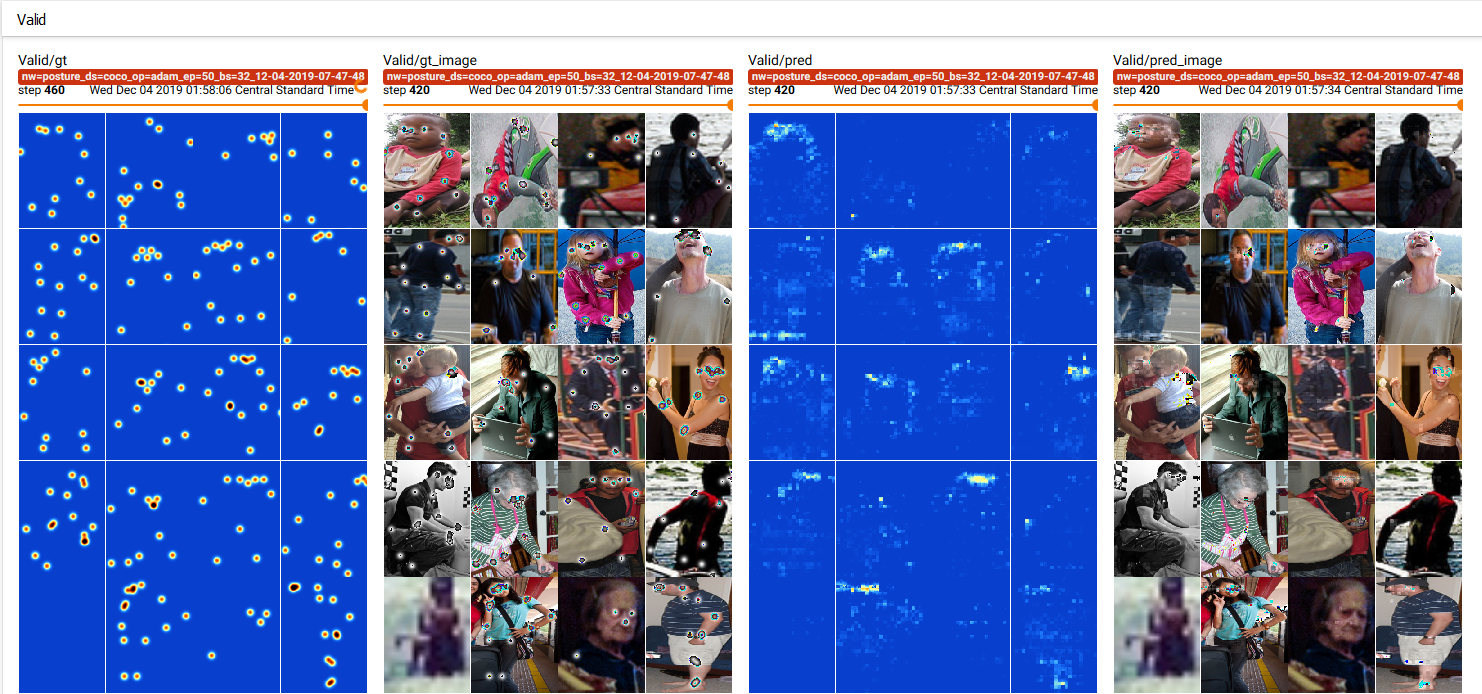 Valid
Valid/gt
nw=posture_ds=coco_op=adam_ep=50_bs=32_12-04-2019-07-47-48
step 460 Wed Dec 04 2019 01:58:06 Central Standard Time
Valid/gt_image
nw=posture_ds=coco_op=adam_ep=50_bs=32_12-04-2019-07-47-48
step 420 Wed Dec 04 2019 01:57:33 Central Standard Time
Valid/pred
nw=posture_ds=coco_op=adam_ep=50_bs=32_12-04-2019-07-47-48
step 420 Wed Dec 04 2019 01:57:33 Central Standard Time
Valid/pred_image
nw=posture_ds=coco_op=adam_ep=50_bs=32_12-04-2019-07-47-48
step 420 Wed Dec 04 2019 01:57:34 Central Standard Time